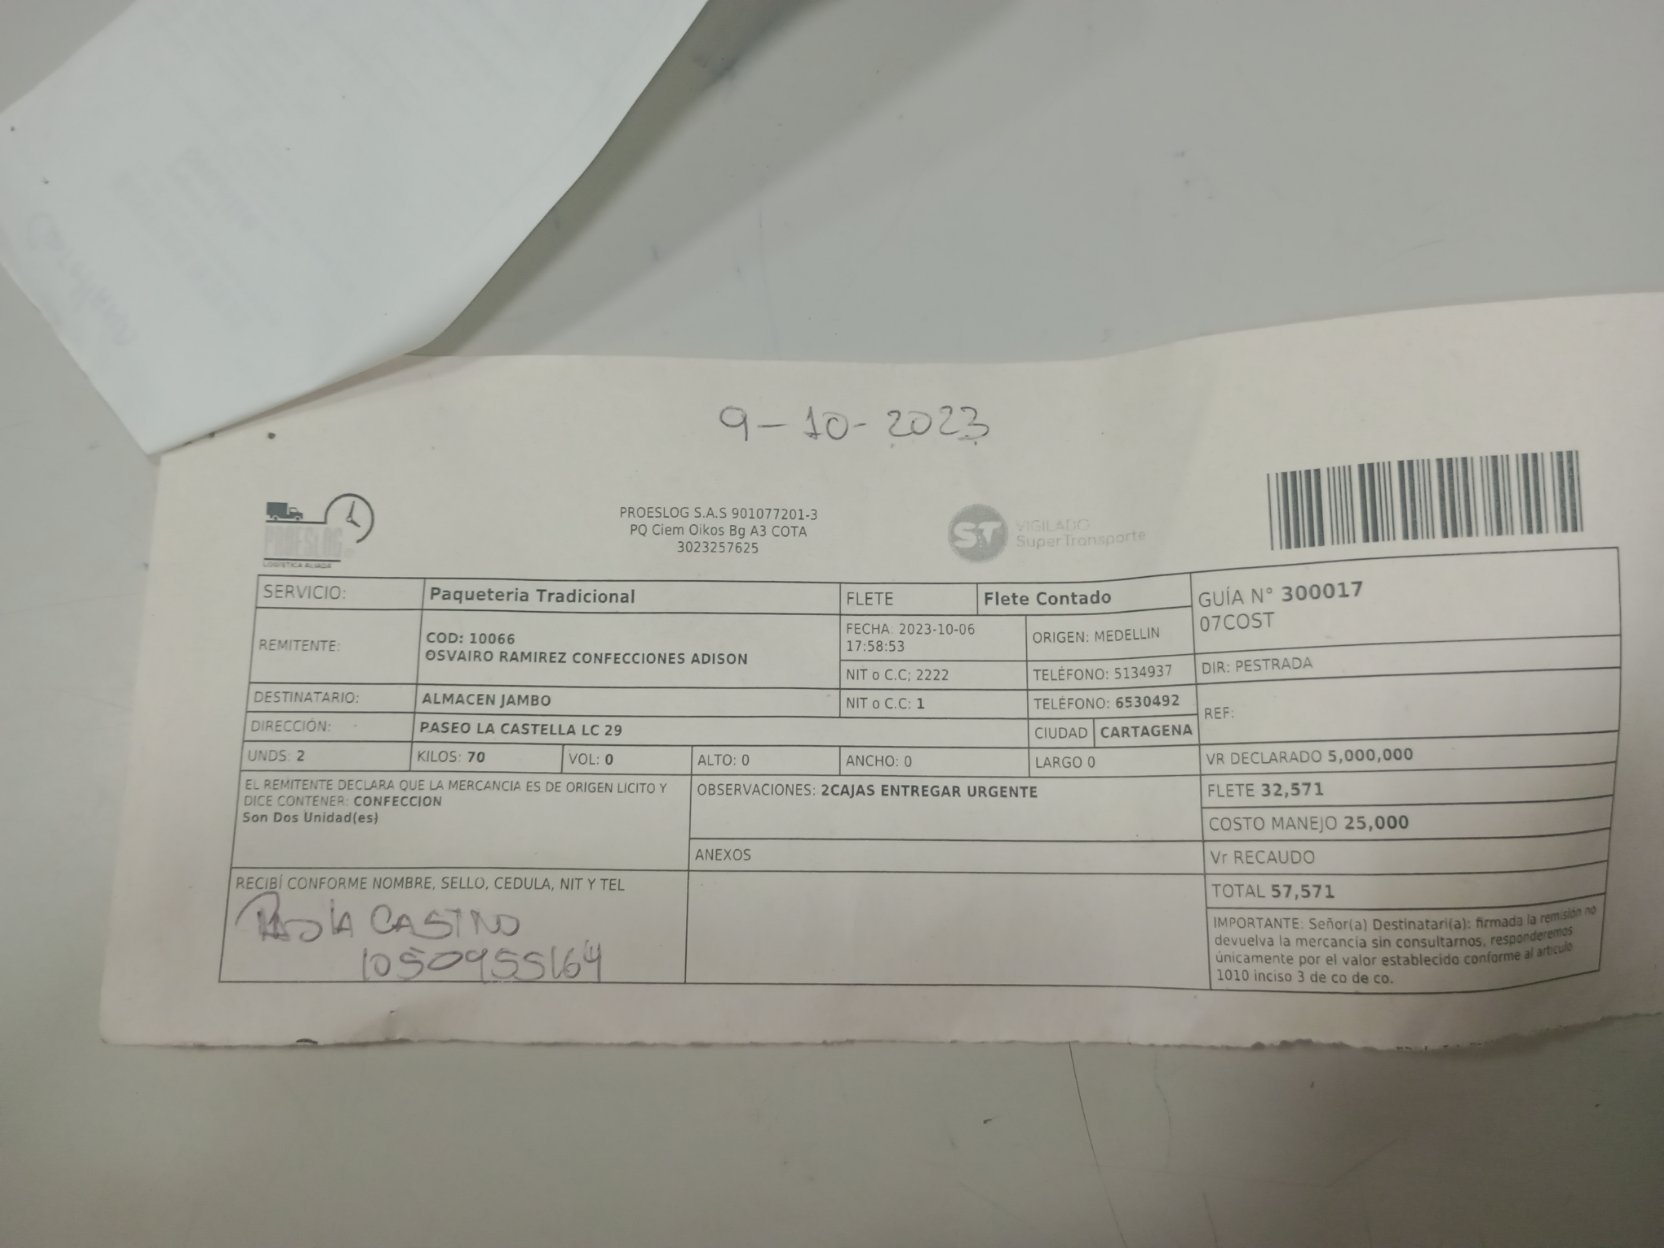 9-10-2023
PROESLOG
LOGISTICA ALIADA
PROESLOG S.A.S 901077201-3
PQ Ciem Oikos Bg A3 COTA
3023257625
ST VIGILADO
SuperTransporte
SERVICIO: Paqueteria Tradicional FLETE Flete Contado
GUÍA N° 300017
07COST
REMITENTE: COD: 10066
OSVAIRO RAMIREZ CONFECCIONES ADISON
FECHA: 2023-10-06
17:58:53
ORIGEN: MEDELLIN
NIT o C.C: 2222 TELÉFONO: 5134937
DIR: PESTRADA
DESTINATARIO: ALMACEN JAMBO NIT o C.C: 1 TELÉFONO: 6530492
REF:
DIRECCIÓN: PASEO LA CASTELLA LC 29 CIUDAD CARTAGENA
UNDS: 2 KILOS: 70 VOL: 0 ALTO: 0 ANCHO: 0 LARGO 0
VR DECLARADO 5,000,000
EL REMITENTE DECLARA QUE LA MERCANCIA ES DE ORIGEN LICITO Y
DICE CONTENER: CONFECCION
Son Dos Unidad(es)
OBSERVACIONES: 2CAJAS ENTREGAR URGENTE
FLETE 32,571
COSTO MANEJO 25,000
ANEXOS
Vr RECAUDO
TOTAL 57,571
RECIBÍ CONFORME NOMBRE, SELLO, CEDULA, NIT Y TEL
CASTRO
1050955164
IMPORTANTE: Señor(a) Destinatari(a): firmada la remisión no
devuelva la mercancia sin consultarnos, responderemos
únicamente por el valor establecido conforme al articulo
1010 inciso 3 de co de co.